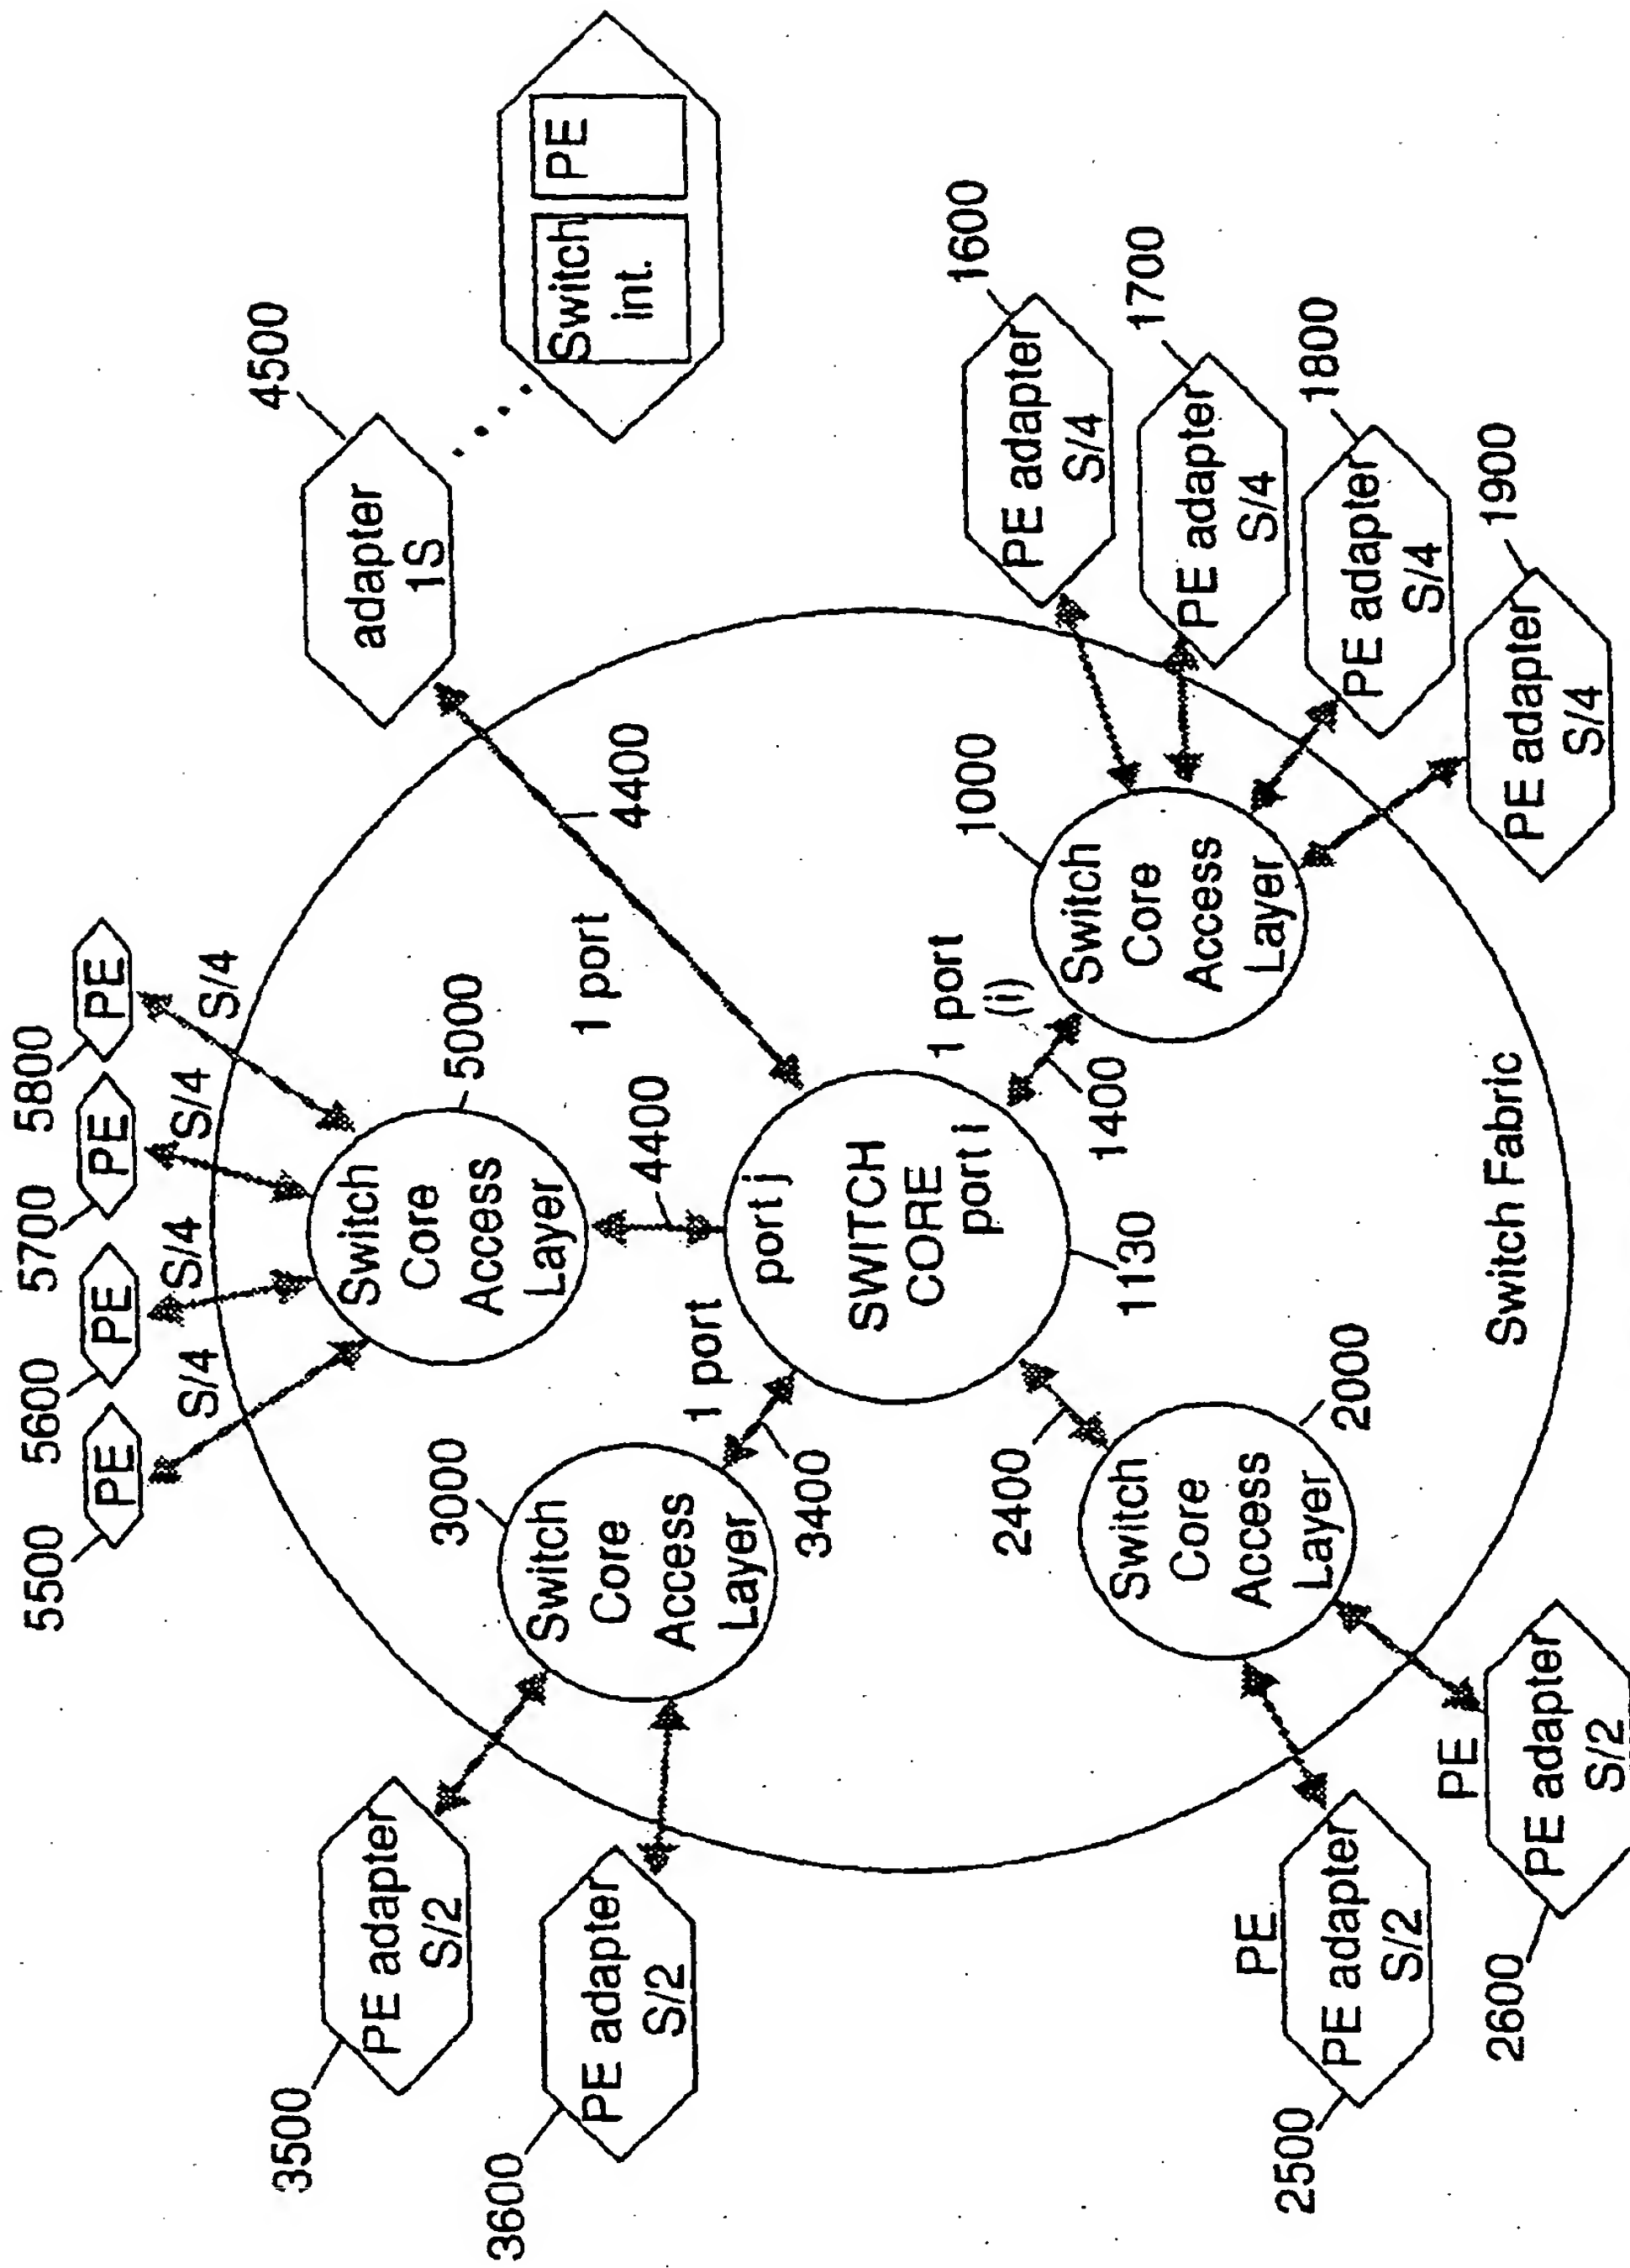 5500
5600
5700
5800
PE
PE
PE
PE
S/4
S/4
S/4
S/4
3500
PE adapter
S/2
3600
PE adapter
S/2
3000
Switch
Core
Access
Layer
5000
Switch
Core
Access
Layer
4500
adapter
1S
Switch
int.
PE
1 port
3400
4400
1 port
4400
port j
SWITCH
CORE
port i
1130
1 port
(i)
1400
1000
Switch
Core
Access
Layer
1600
PE adapter
S/4
1700
PE adapter
S/4
1800
PE adapter
S/4
1900
PE adapter
S/4
2400
2000
Switch
Core
Access
Layer
PE
2500
PE adapter
S/2
PE
2600
PE adapter
S/2
Switch Fabric